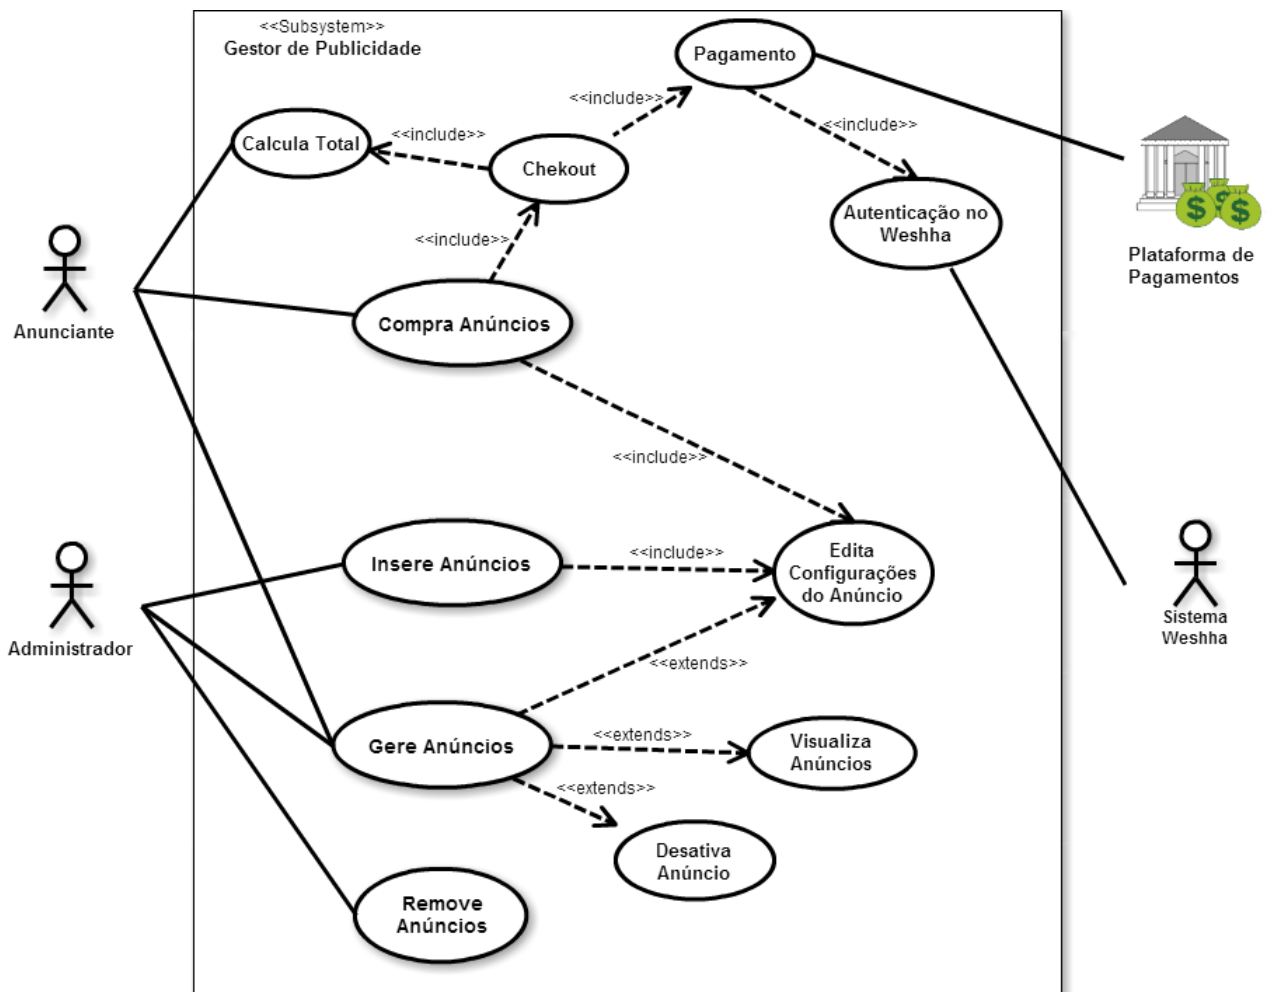 <<Subsystem>>
Gestor de Publicidade
Pagamento
<<include>>
<<include>>
<<include>>
Calcula Total
Chekout
Autenticação no
Weshha
<<include>>
Plataforma de
Pagamentos
Anunciante
Compra Anúncios
<<include>>
Insere Anúncios
<<include>>
Edita
Configurações
do Anúncio
Administrador
Sistema
Weshha
<<extends>>
Gere Anúncios
<<extends>>
Visualiza
Anúncios
<<extends>>
Desativa
Anúncio
Remove
Anúncios
$ $ $